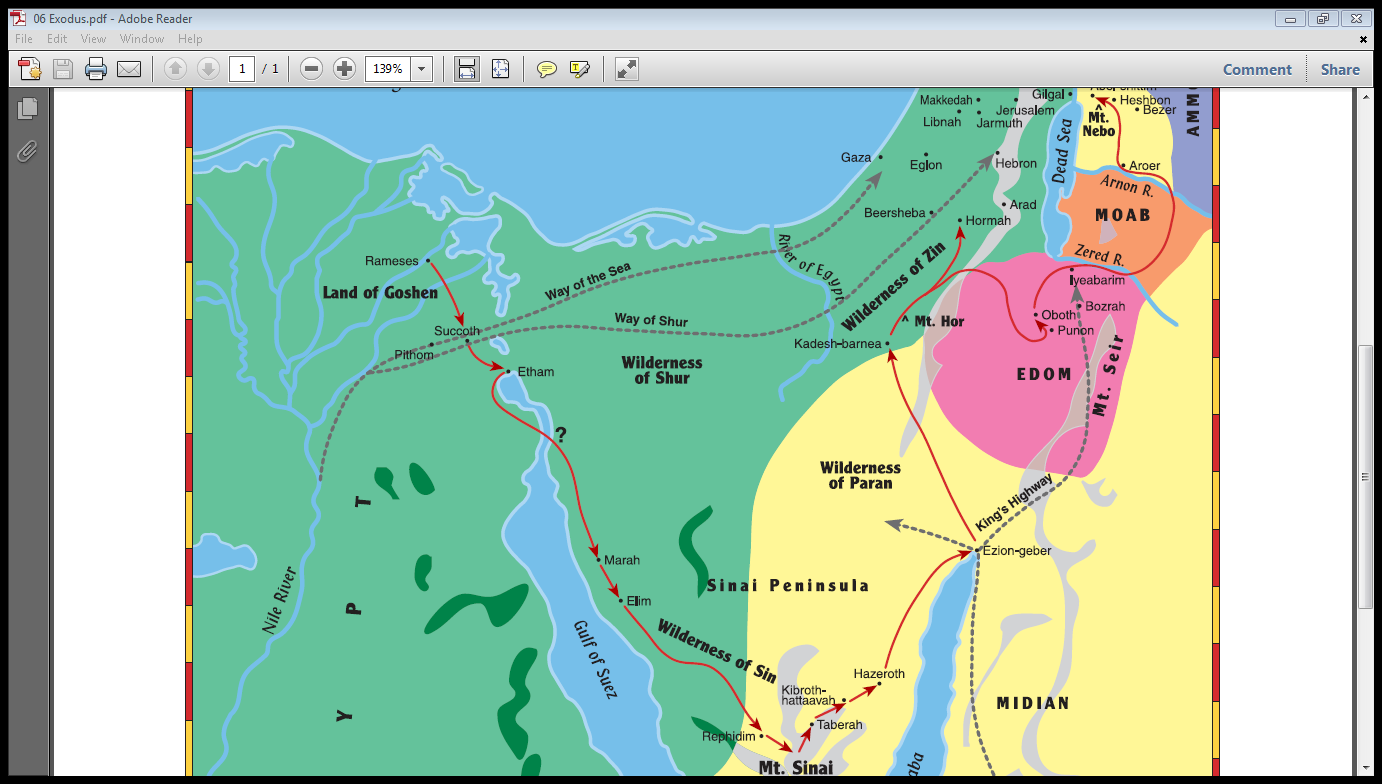 06 Exodus.pdf - Adobe Reader
File Edit View Window Help
1 / 1
139%
Comment
Share
Makkedah
Gilgal
Heshbon
Jerusalem
Bezer
Libnah
Jarmuth
Mt.
Nebo
AMMO
Dead Sea
Gaza
Eglon
Hebron
Aroer
Arnon R.
Arad
MOAB
Beersheba
Hormah
River of Egypt
Wilderness of Zin
Zered R.
Rameses
Way of the Sea
Iyeabarim
Land of Goshen
Bozrah
Oboth
Way of Shur
^ Mt. Hor
Punon
Succoth
Kadesh-barnea
Pithom
Etham
Wilderness
of Shur
EDOM
Mt. Seir
?
Wilderness
of Paran
King's Highway
Ezion-geber
Marah
Sinai Peninsula
Elim
Nile River
Gulf of Suez
Wilderness of Sin
Hazeroth
Kibroth-
hattaavah
MIDIAN
Taberah
Rephidim
Mt. Sinai
aba
Y P T